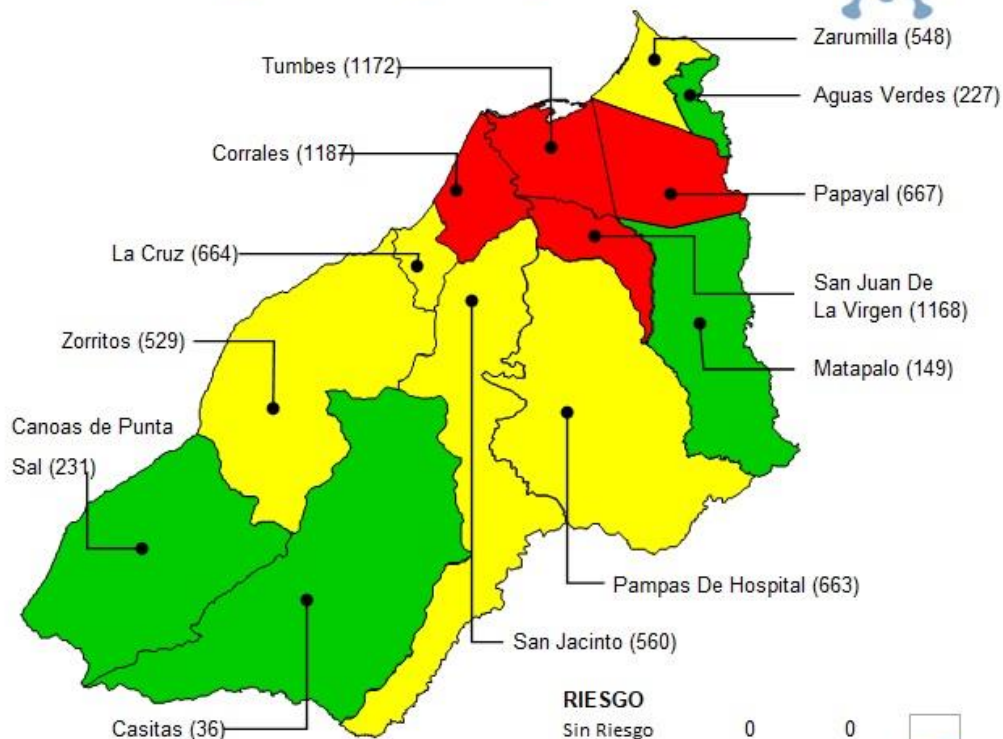 Zarumilla (548)
Tumbes (1172)
Aguas Verdes (227)
Corrales (1187)
Papayal (667)
La Cruz (664)
San Juan De
La Virgen (1168)
Zorritos (529)
Matapalo (149)
Canoas de Punta
Sal (231)
Pampas De Hospital (663)
San Jacinto (560)
Casitas (36)
RIESGO
Sin Riesgo 0 0